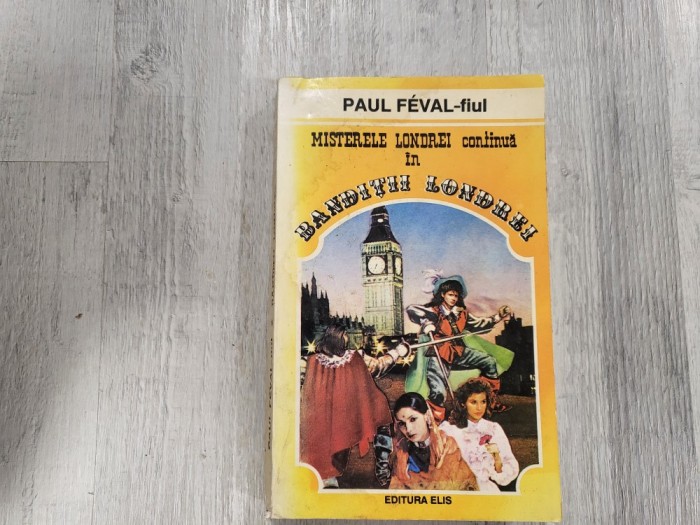 PAUL FÉVAL-fiul
MISTERELE LONDREI continuă
în
BANDIȚII LONDREI
EDITURA ELIS